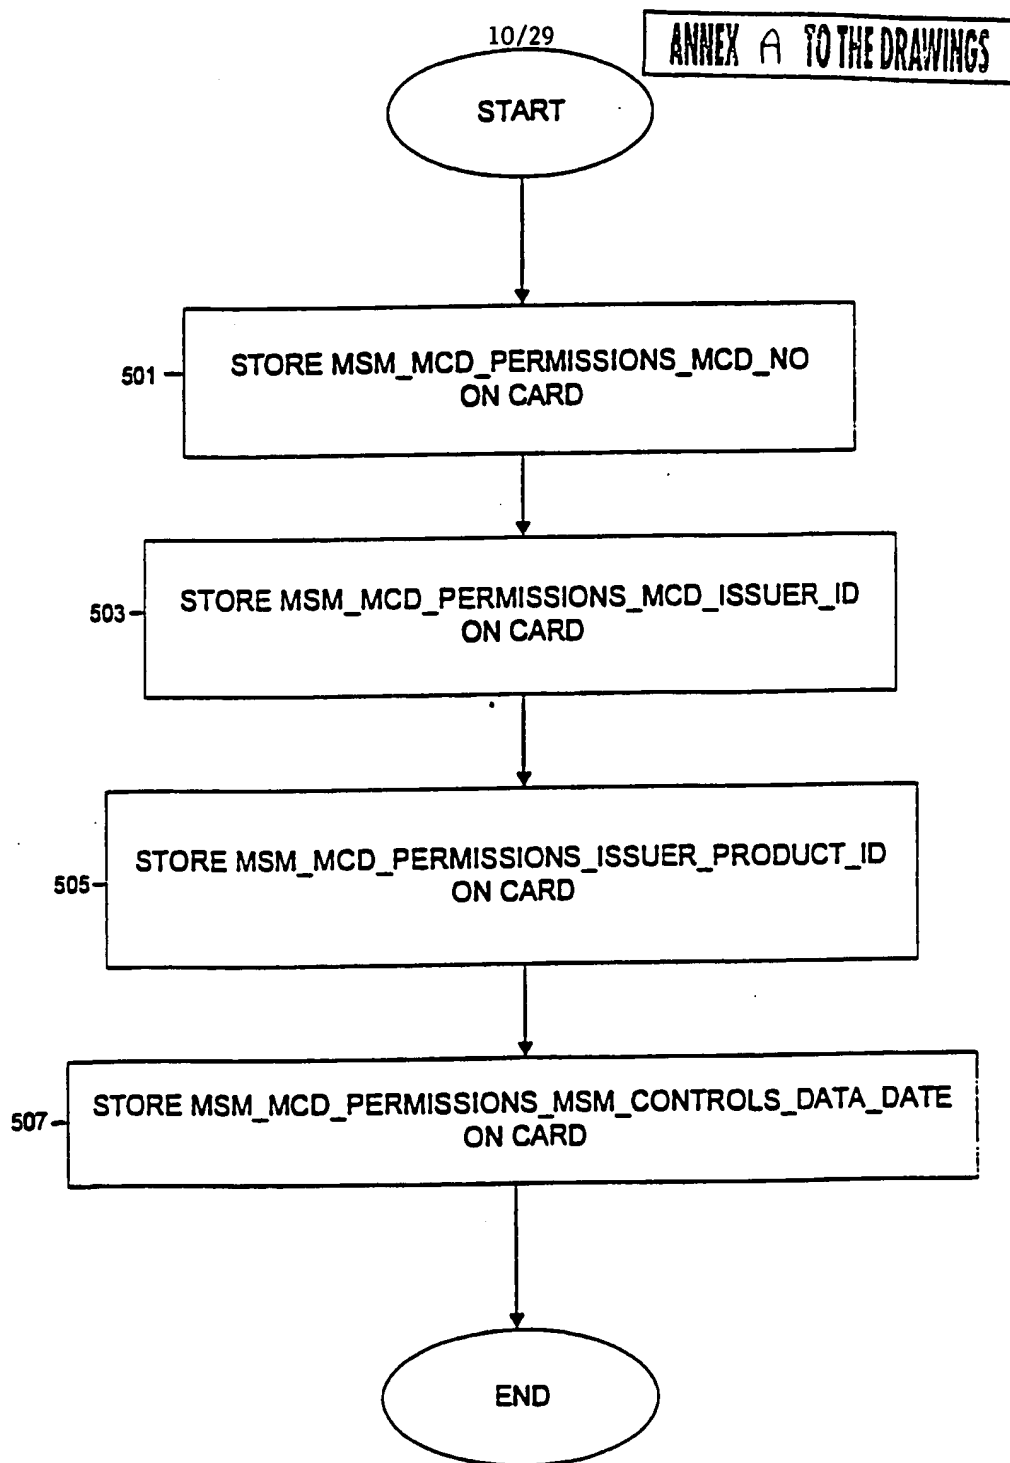 10/29
ANNEX A TO THE DRAWINGS
START
501
STORE MSM_MCD_PERMISSIONS_MCD_NO
ON CARD
503
STORE MSM_MCD_PERMISSIONS_MCD_ISSUER_ID
ON CARD
505
STORE MSM_MCD_PERMISSIONS_ISSUER_PRODUCT_ID
ON CARD
507
STORE MSM_MCD_PERMISSIONS_MSM_CONTROLS_DATA_DATE
ON CARD
END